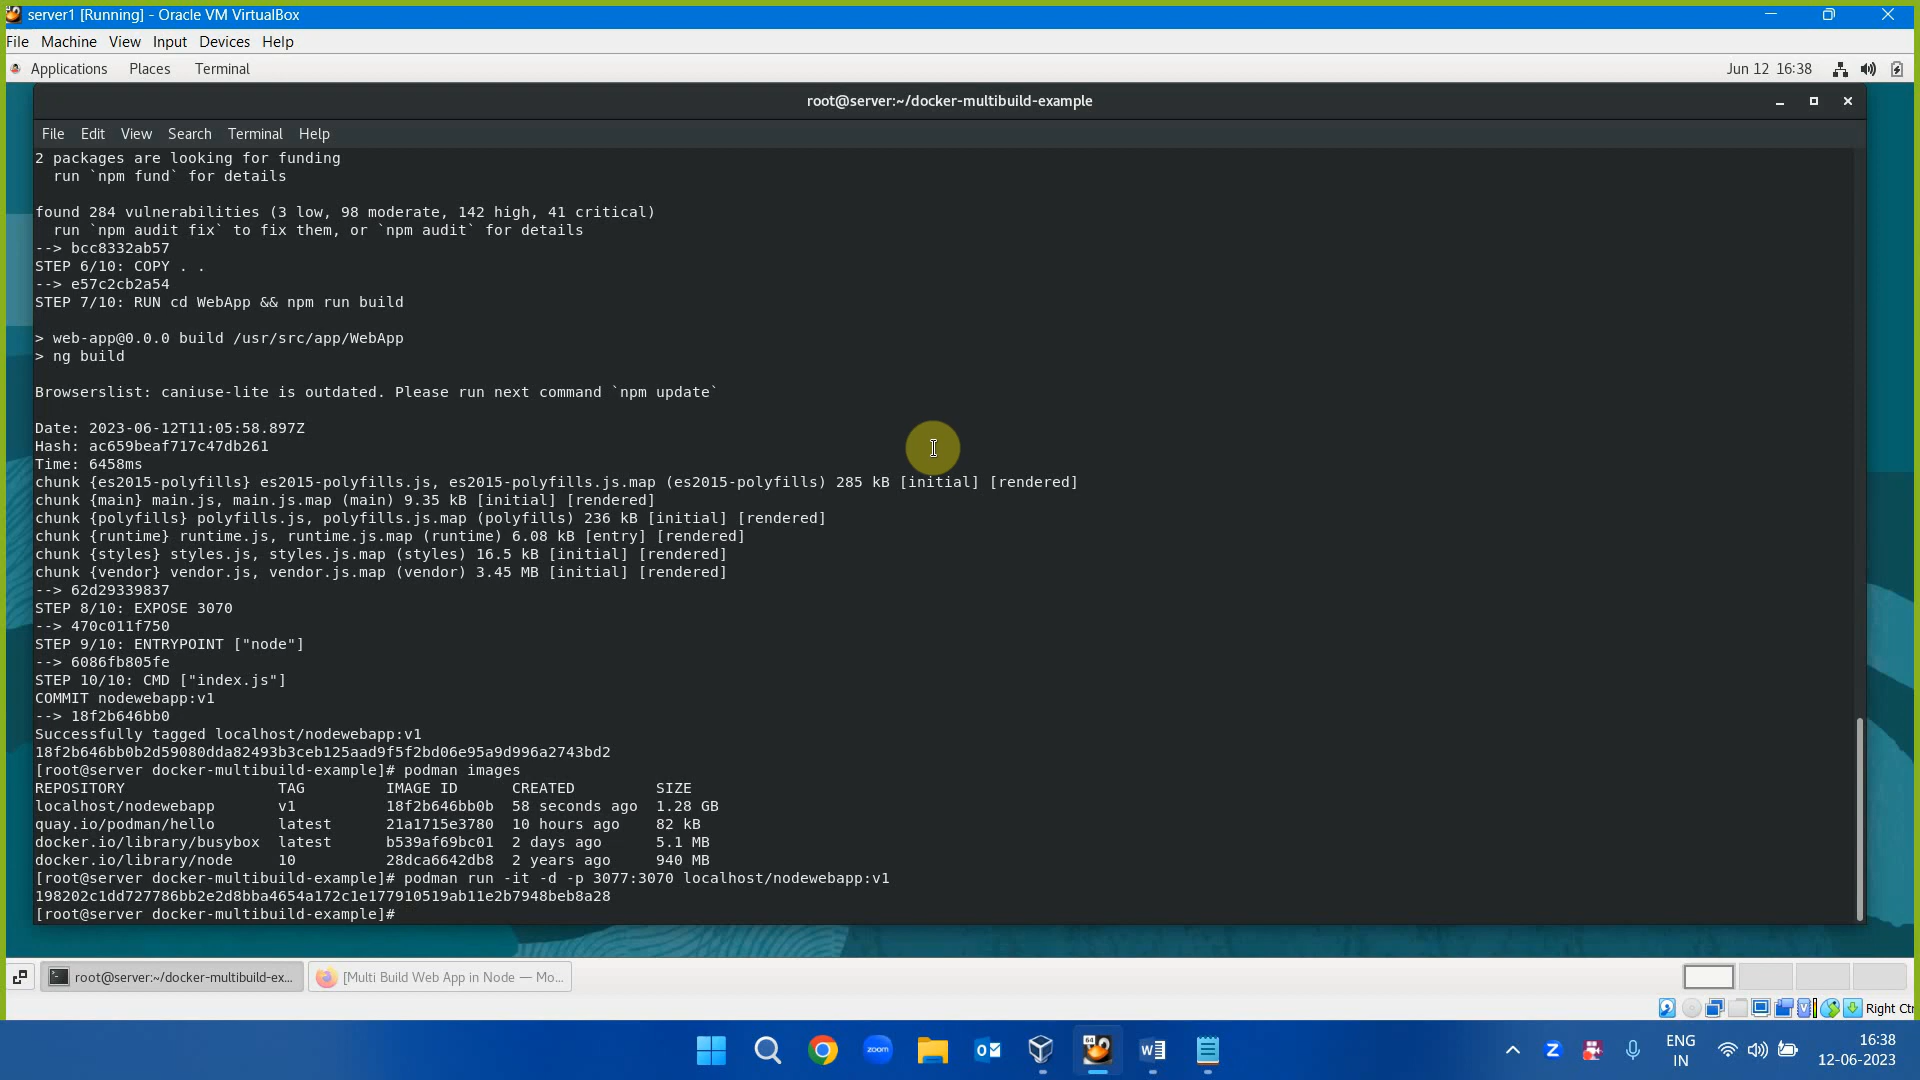 server1 [Running] - Oracle VM VirtualBox
File Machine View Input Devices Help
Applications Places Terminal Jun 12 16:38
root@server:~/docker-multibuild-example
File Edit View Search Terminal Help
2 packages are looking for funding
  run `npm fund` for details
found 284 vulnerabilities (3 low, 98 moderate, 142 high, 41 critical)
  run `npm audit fix` to fix them, or `npm audit` for details
--> bcc8332ab57
STEP 6/10: COPY . .
--> e57c2cb2a54
STEP 7/10: RUN cd WebApp && npm run build
> web-app@0.0.0 build /usr/src/app/WebApp
> ng build
Browserslist: caniuse-lite is outdated. Please run next command `npm update`
Date: 2023-06-12T11:05:58.897Z
Hash: ac659beaf717c47db261
Time: 6458ms
chunk {es2015-polyfills} es2015-polyfills.js, es2015-polyfills.js.map (es2015-polyfills) 285 kB [initial] [rendered]
chunk {main} main.js, main.js.map (main) 9.35 kB [initial] [rendered]
chunk {polyfills} polyfills.js, polyfills.js.map (polyfills) 236 kB [initial] [rendered]
chunk {runtime} runtime.js, runtime.js.map (runtime) 6.08 kB [entry] [rendered]
chunk {styles} styles.js, styles.js.map (styles) 16.5 kB [initial] [rendered]
chunk {vendor} vendor.js, vendor.js.map (vendor) 3.45 MB [initial] [rendered]
--> 62d29339837
STEP 8/10: EXPOSE 3070
--> 470c011f750
STEP 9/10: ENTRYPOINT ["node"]
--> 6086fb805fe
STEP 10/10: CMD ["index.js"]
COMMIT nodewebapp:v1
--> 18f2b646bb0
Successfully tagged localhost/nodewebapp:v1
18f2b646bb0b2d59080dda82493b3ceb125aad9f5f2bd06e95a9d996a2743bd2
[root@server docker-multibuild-example]# podman images
REPOSITORY TAG IMAGE ID CREATED SIZE
localhost/nodewebapp v1 18f2b646bb0b 58 seconds ago 1.28 GB
quay.io/podman/hello latest 21a1715e3780 10 hours ago 82 kB
docker.io/library/busybox latest b539af69bc01 2 days ago 5.1 MB
docker.io/library/node 10 28dca6642db8 2 years ago 940 MB
[root@server docker-multibuild-example]# podman run -it -d -p 3077:3070 localhost/nodewebapp:v1
198202c1dd727786bb2e2d8bba4654a172c1e177910519ab11e2b7948beb8a28
[root@server docker-multibuild-example]#
root@server:~/docker-multibuild-ex... [Multi Build Web App in Node — Mo...
Right Ctr
zoom
64
ENG
IN
16:38
12-06-2023